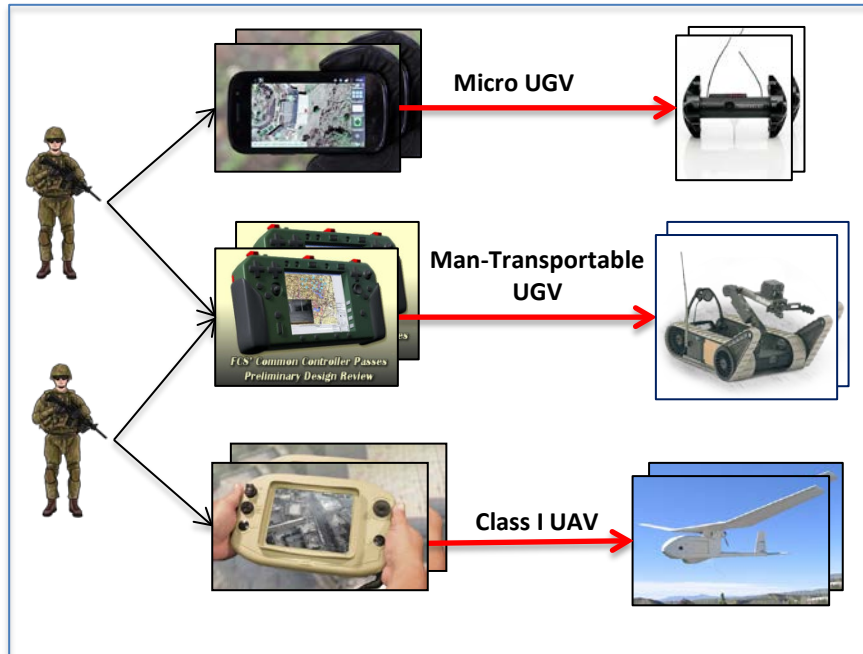 Micro UGV
Man-Transportable
UGV
FCS' Common Controller Passes
Preliminary Design Review
Class I UAV